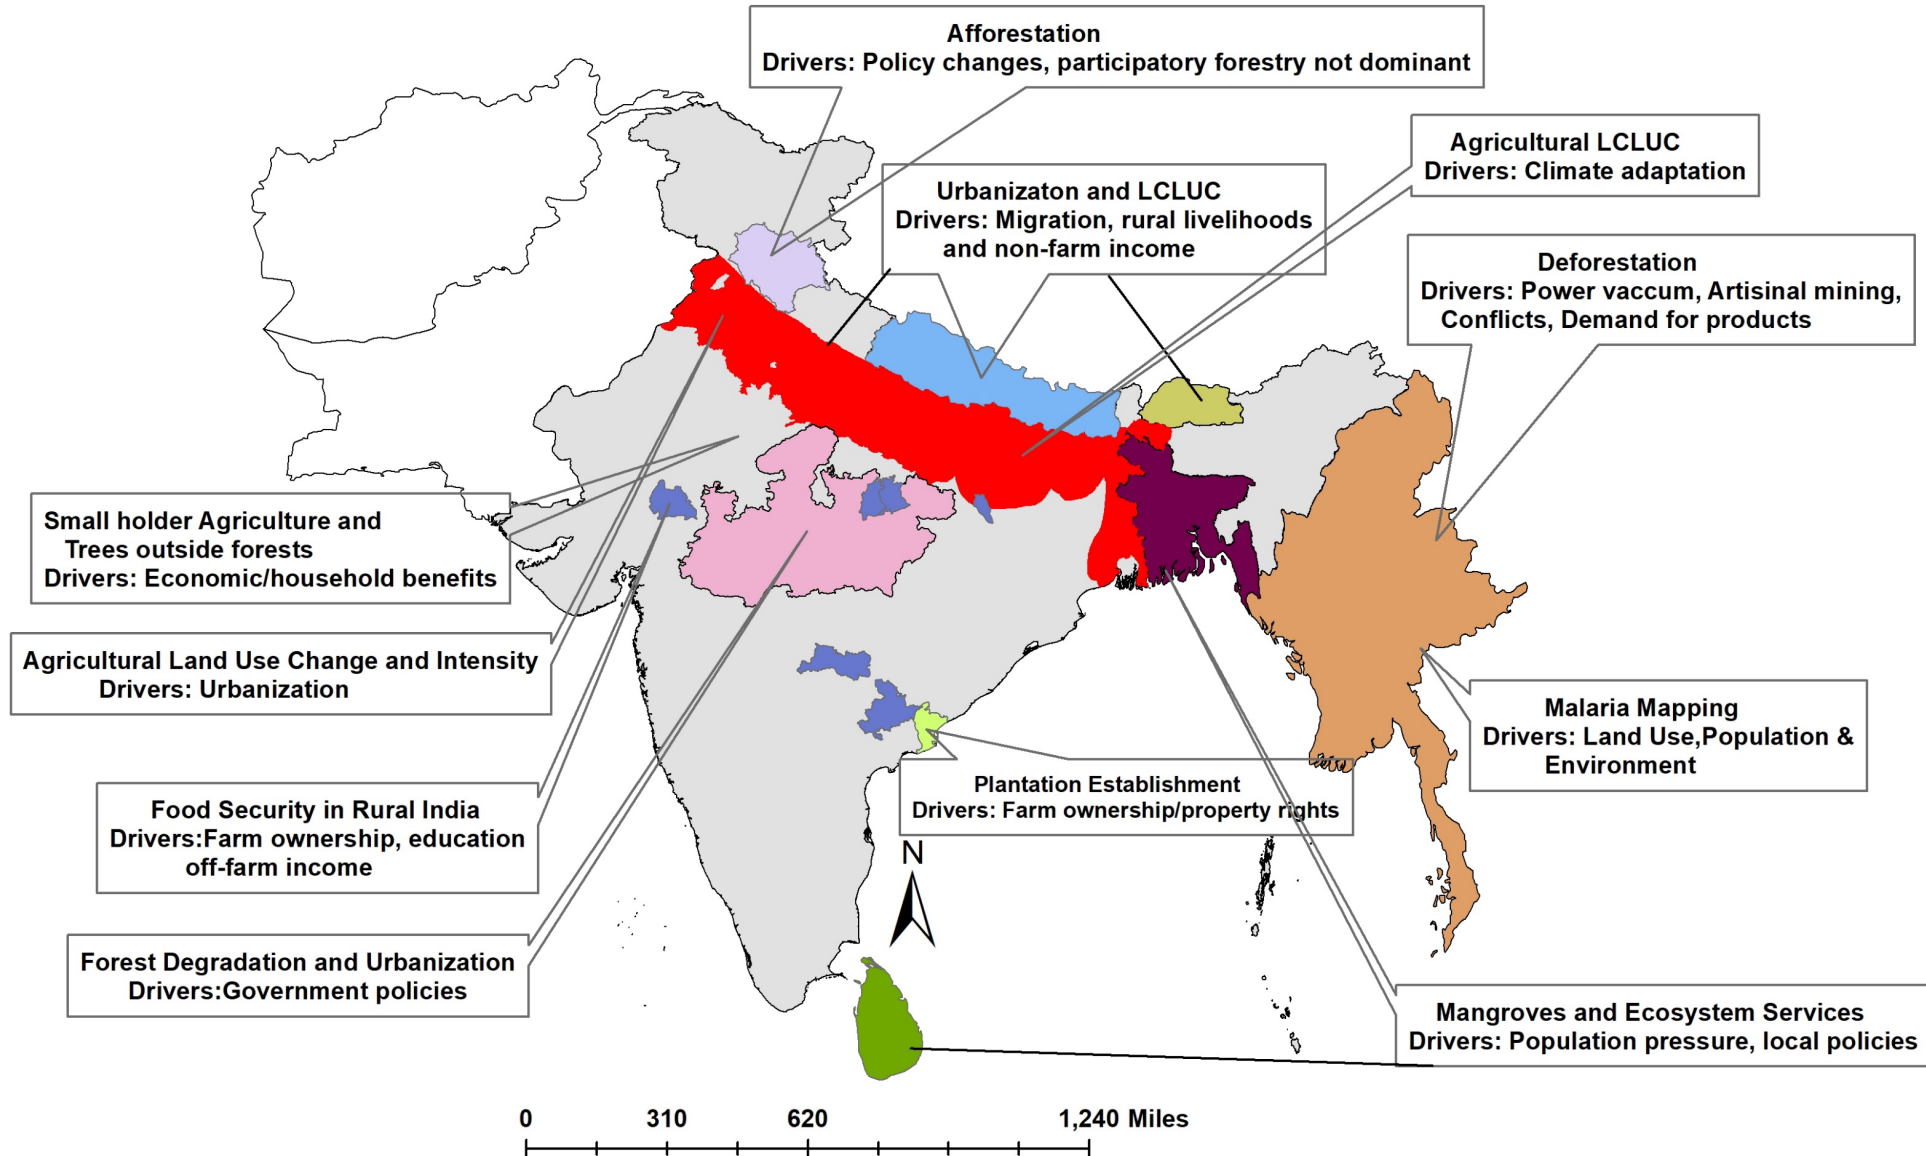 Afforestation
Drivers: Policy changes, participatory forestry not dominant
Agricultural LCLUC
Drivers: Climate adaptation
Urbanizaton and LCLUC
Drivers: Migration, rural livelihoods
and non-farm income
Deforestation
Drivers: Power vaccum, Artisinal mining,
Conflicts, Demand for products
Small holder Agriculture and
Trees outside forests
Drivers: Economic/household benefits
Agricultural Land Use Change and Intensity
Drivers: Urbanization
Malaria Mapping
Drivers: Land Use,Population &
Environment
Plantation Establishment
Drivers: Farm ownership/property rights
Food Security in Rural India
Drivers:Farm ownership, education
off-farm income
N
Forest Degradation and Urbanization
Drivers:Government policies
Mangroves and Ecosystem Services
Drivers: Population pressure, local policies
0 310 620 1,240 Miles